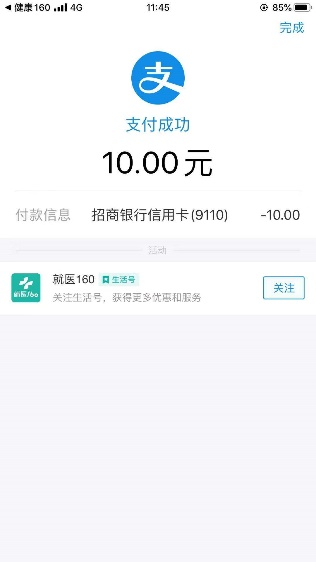 健康160 4G 11:45 85%
完成
支
支付成功
10.00元
付款信息 招商银行信用卡(9110) -10.00
活动
就医160 生活号
关注生活号，获得更多优惠和服务
关注
就医160